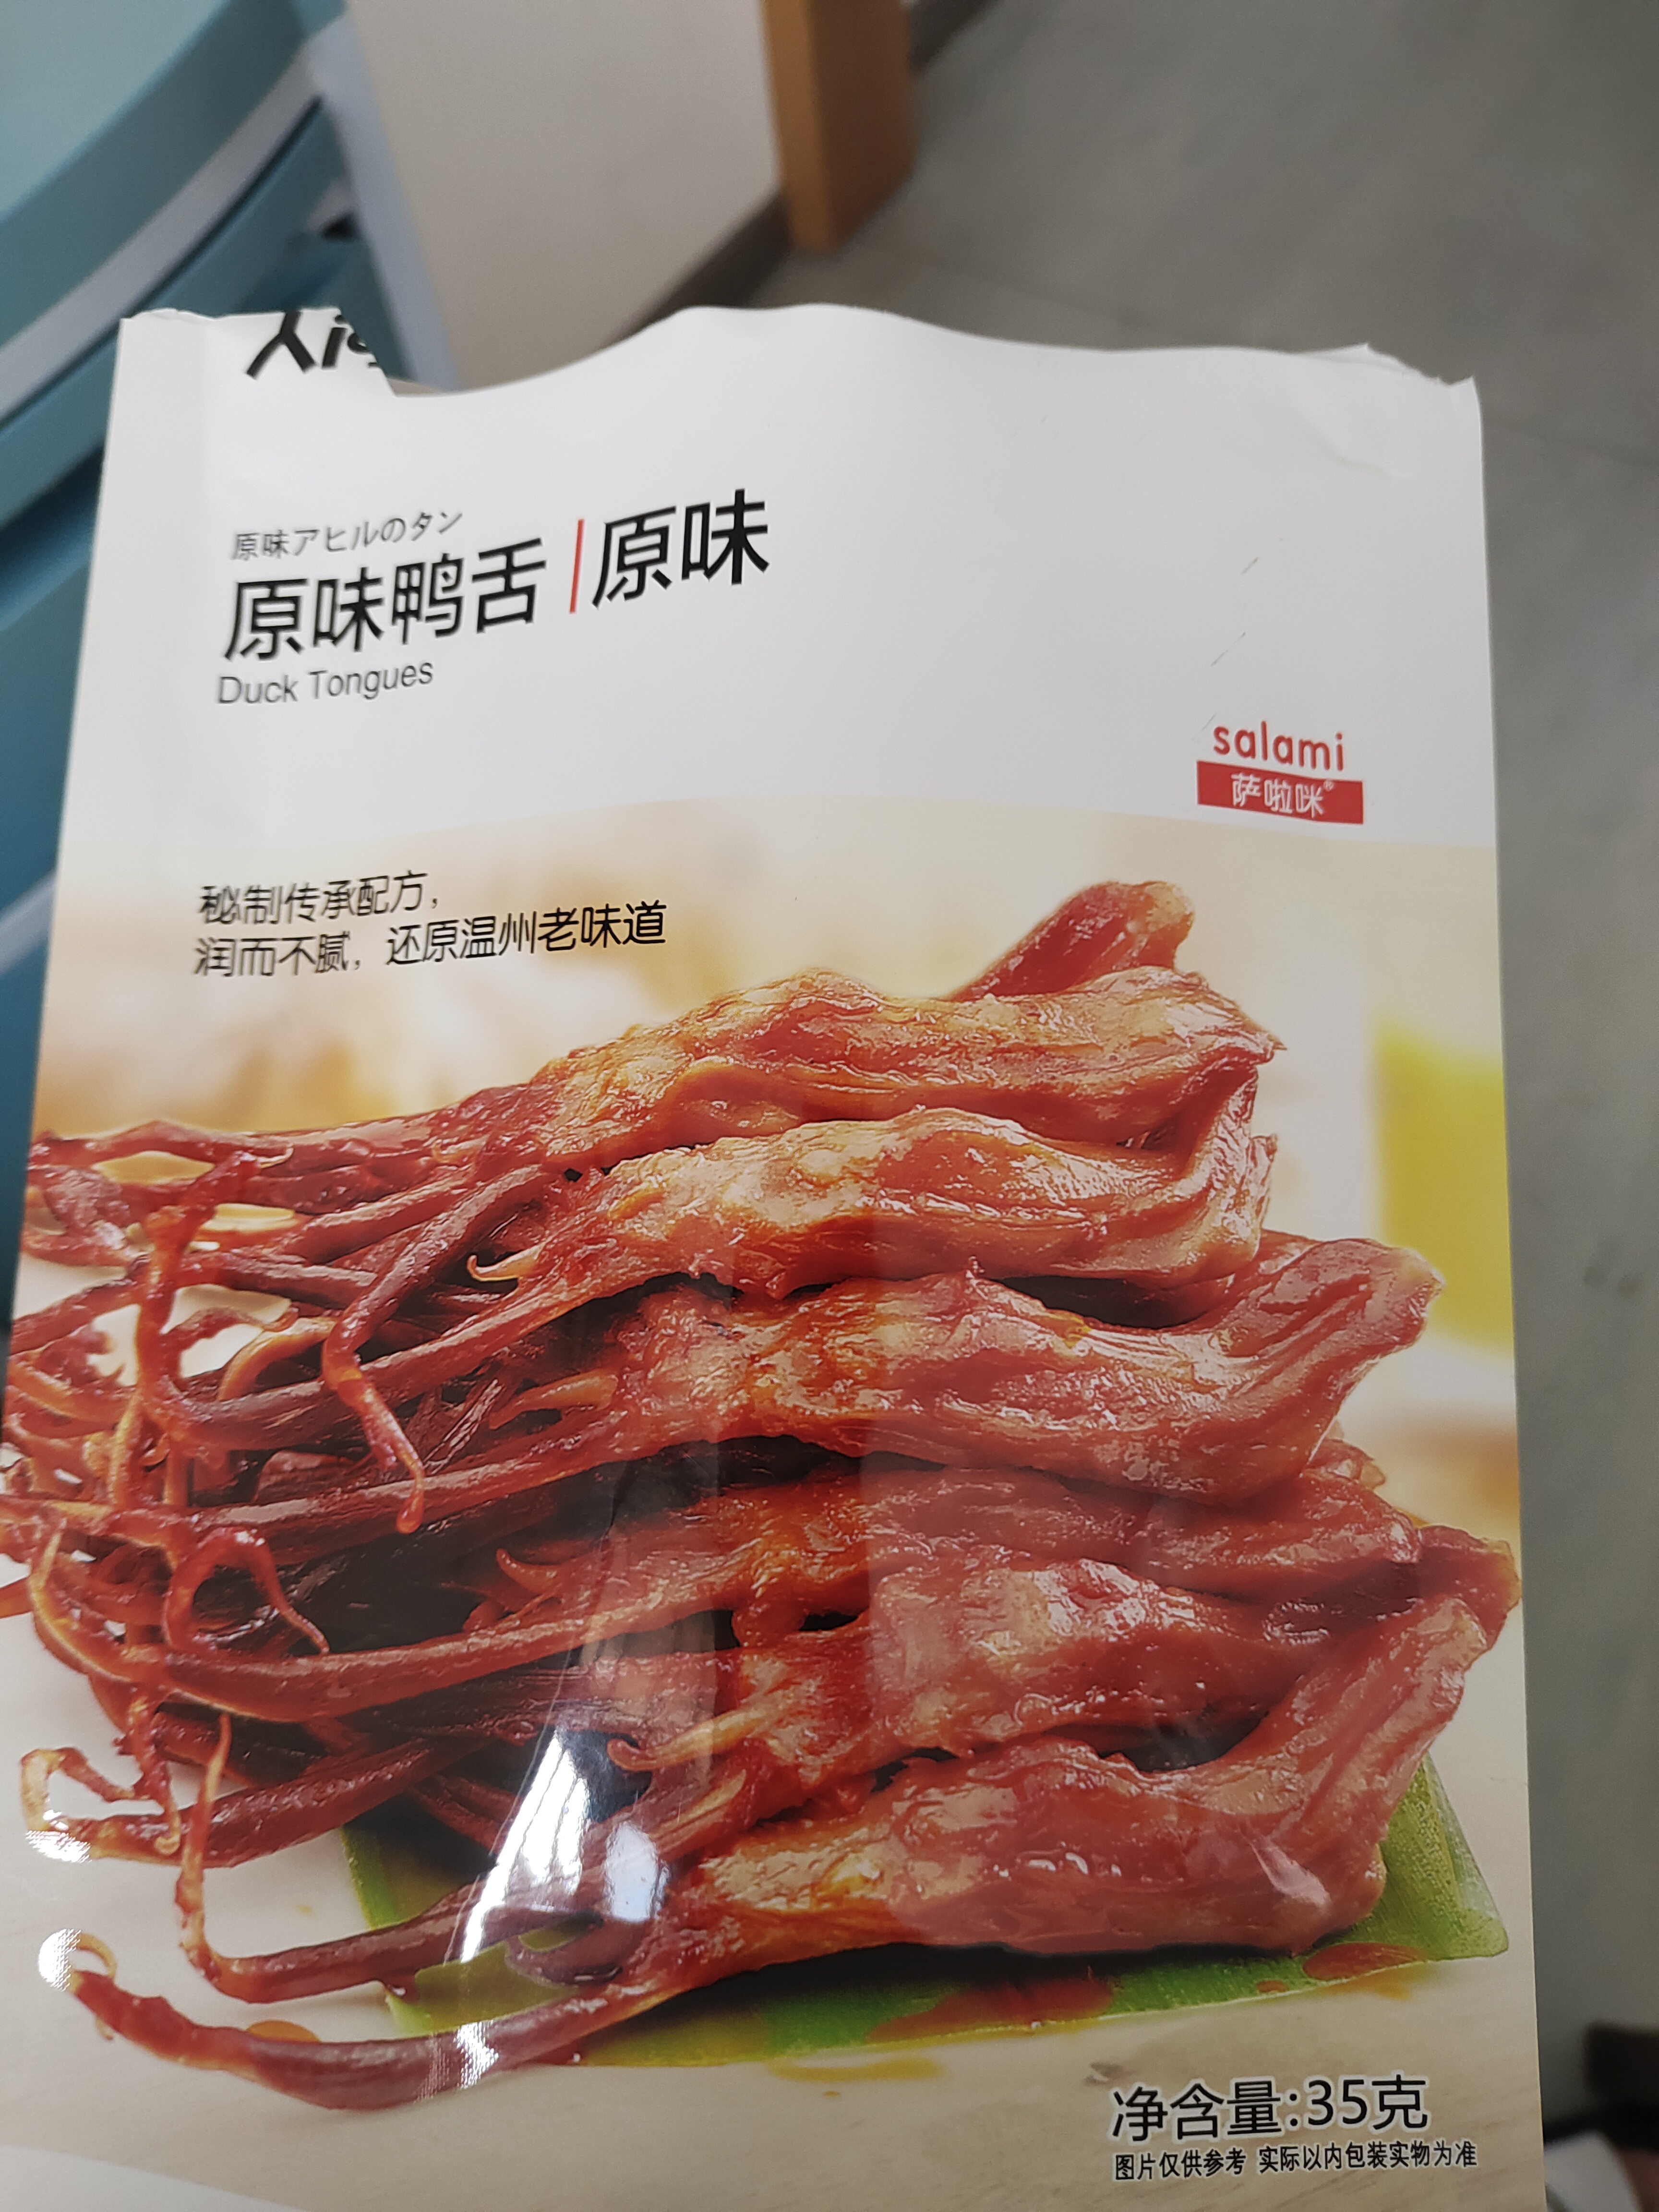 原味アヒルのタン
原味鸭舌|原味
Duck Tongues
salami
萨啦咪®
秘制传承配方，
润而不腻，还原温州老味道
净含量:35克
图片仅供参考 实际以内包装实物为准